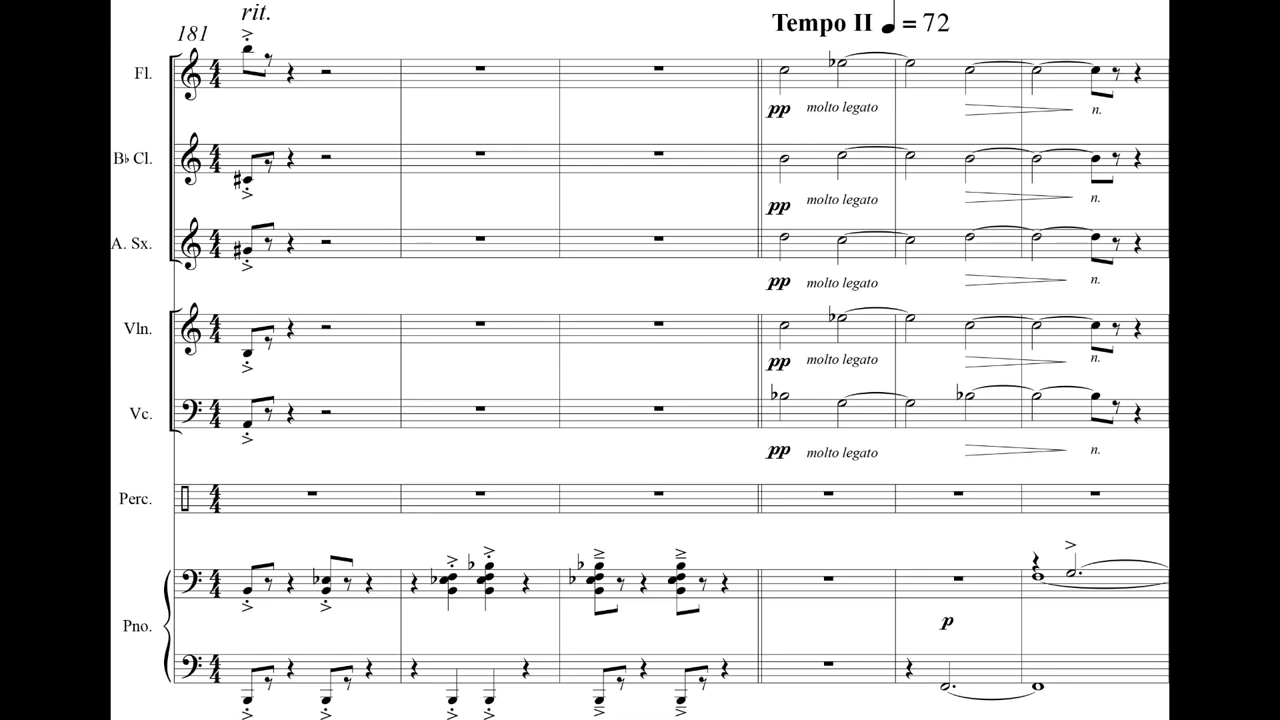 rit.
Tempo II ♩ = 72
181
Fl.
pp molto legato n.
B♭ Cl.
pp molto legato n.
A. Sx.
pp molto legato n.
Vln.
pp molto legato n.
Vc.
pp molto legato n.
Perc.
Pno.
p